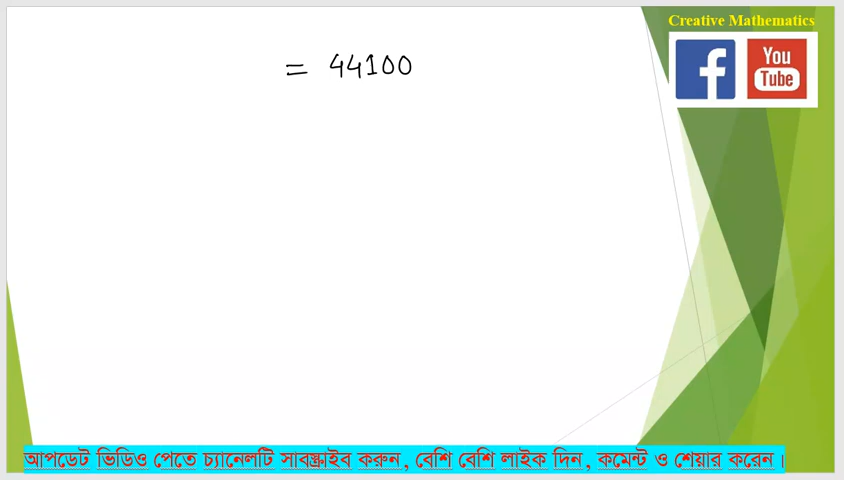 Creative Mathematics
f
You
Tube
= 44100
আপডেট ভিডিও পেতে চ্যানেলটি সাবস্ক্রাইব করুন, বেশি বেশি লাইক দিন, কমেন্ট ও শেয়ার করেন।